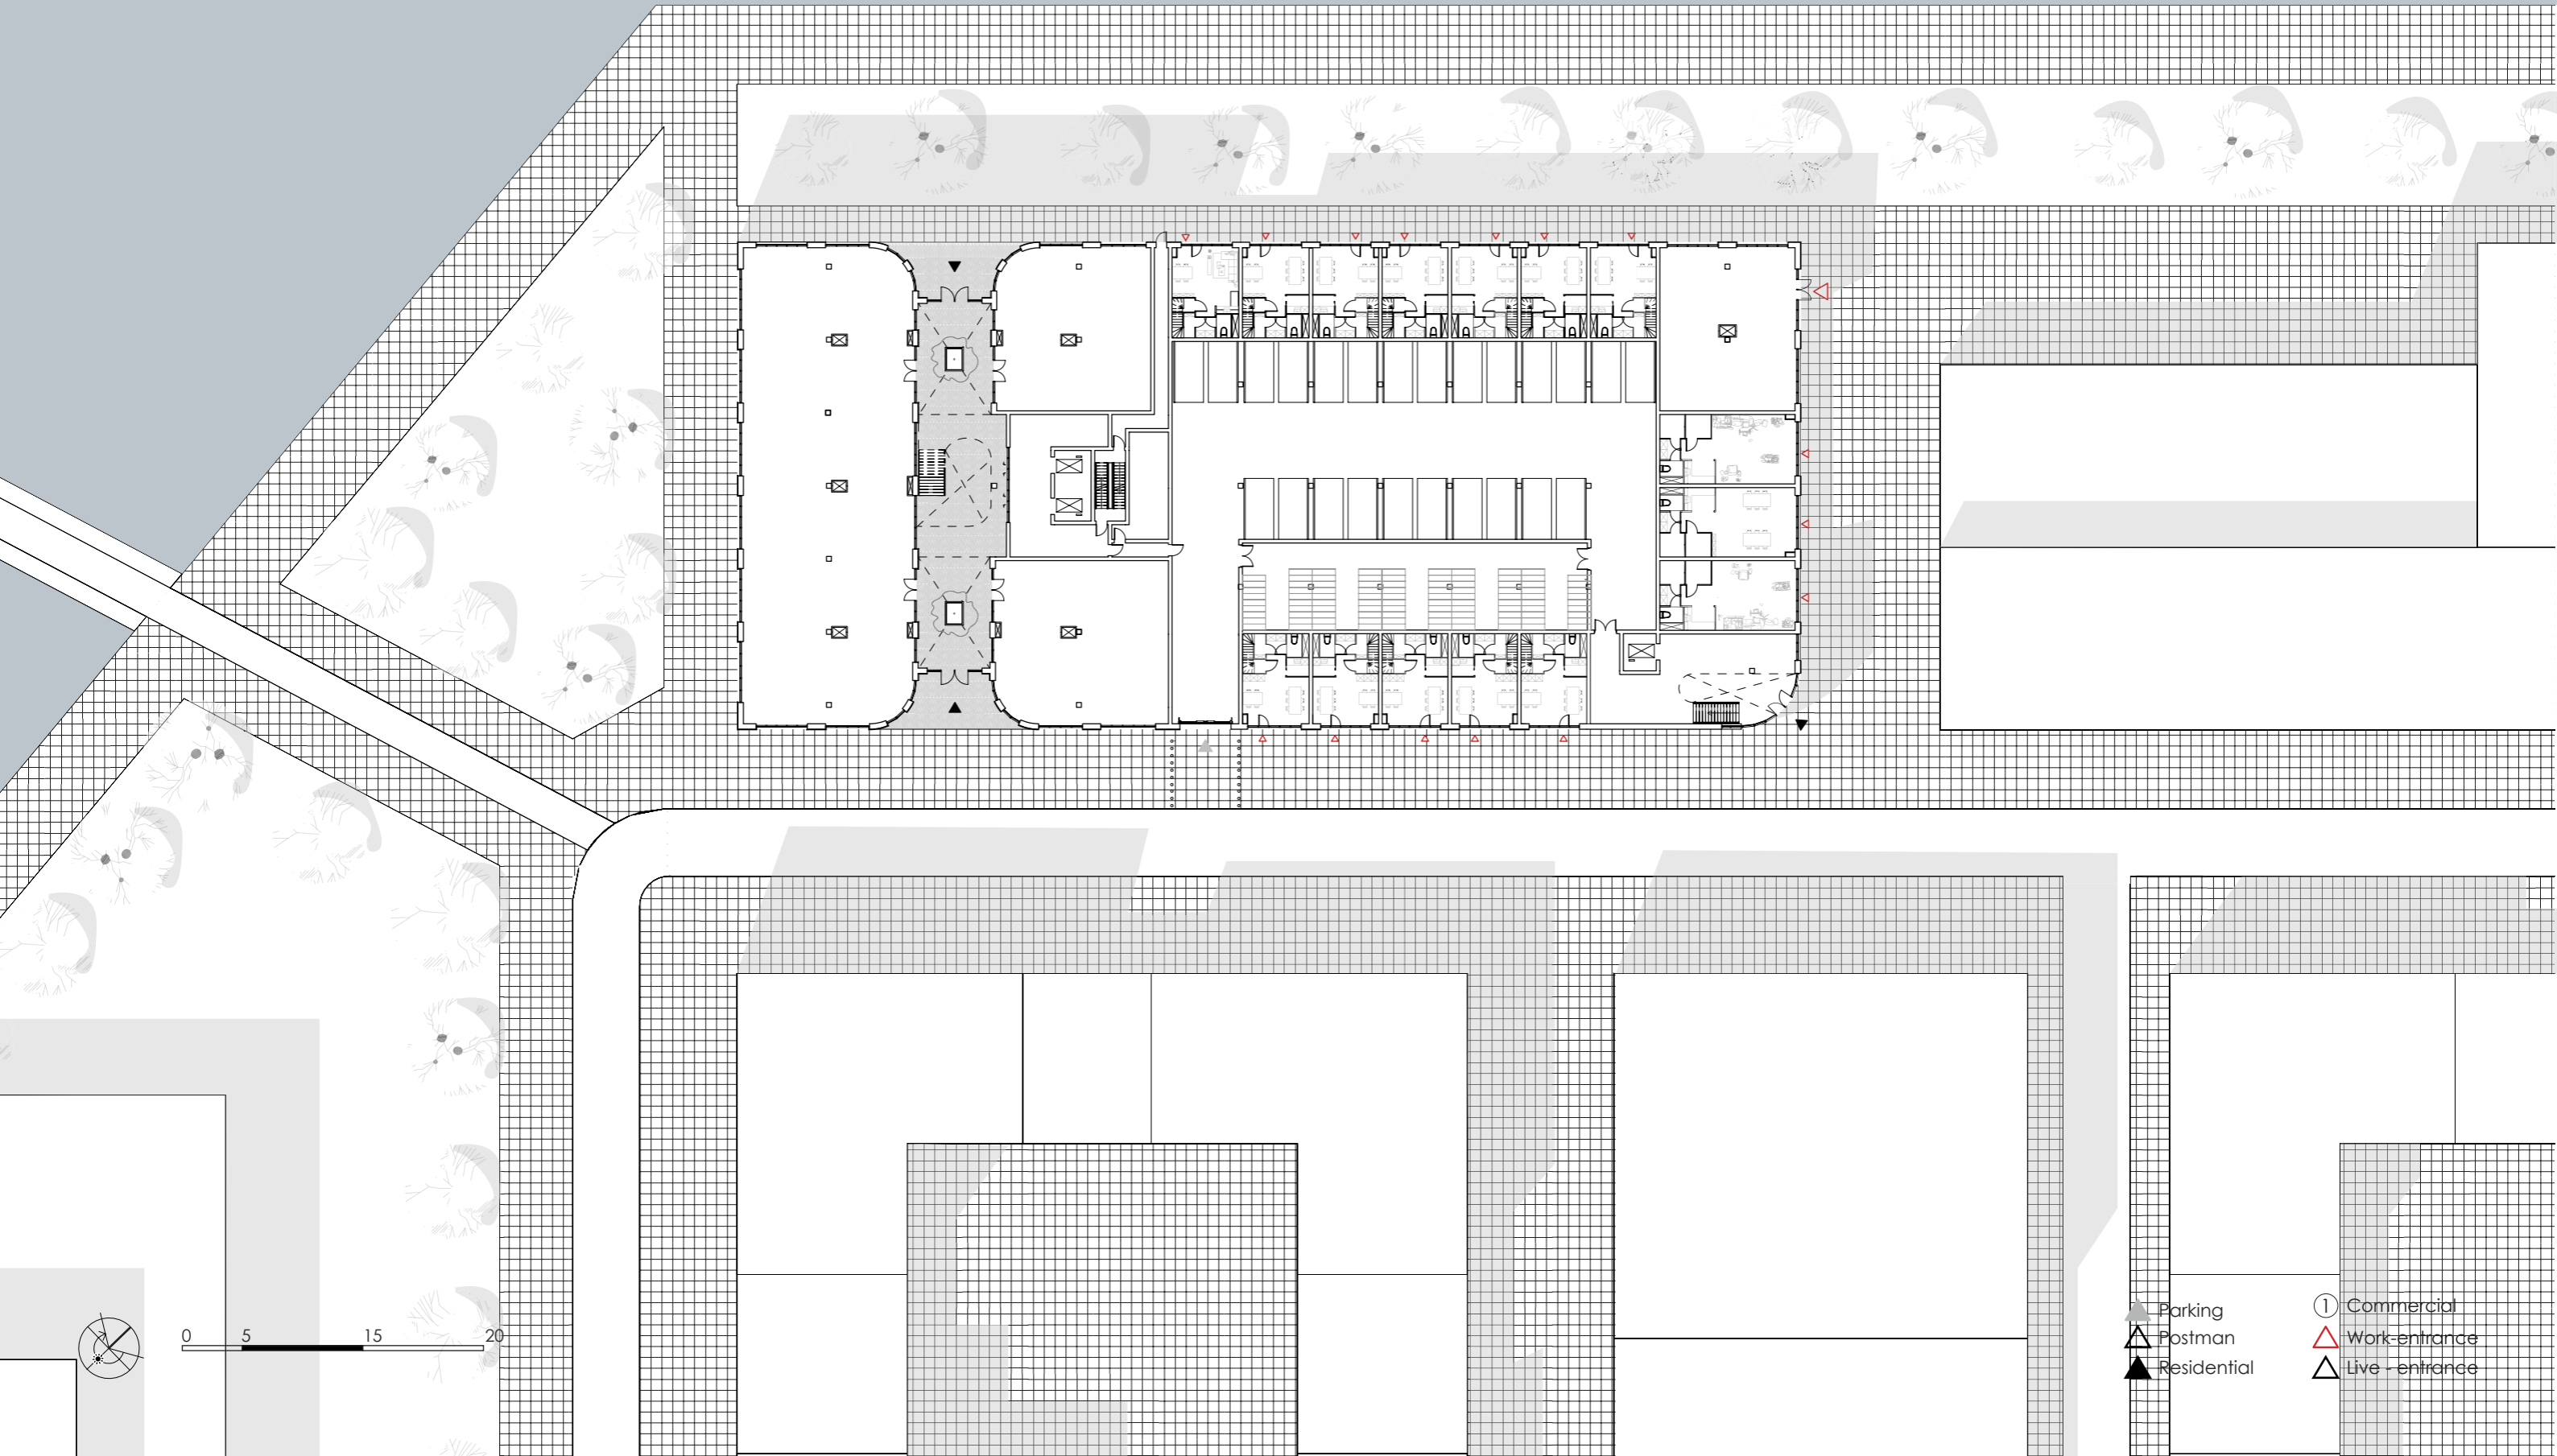 0 5 15 20
Parking
Postman
Residential
1 Commercial
Work-entrance
Live - entrance